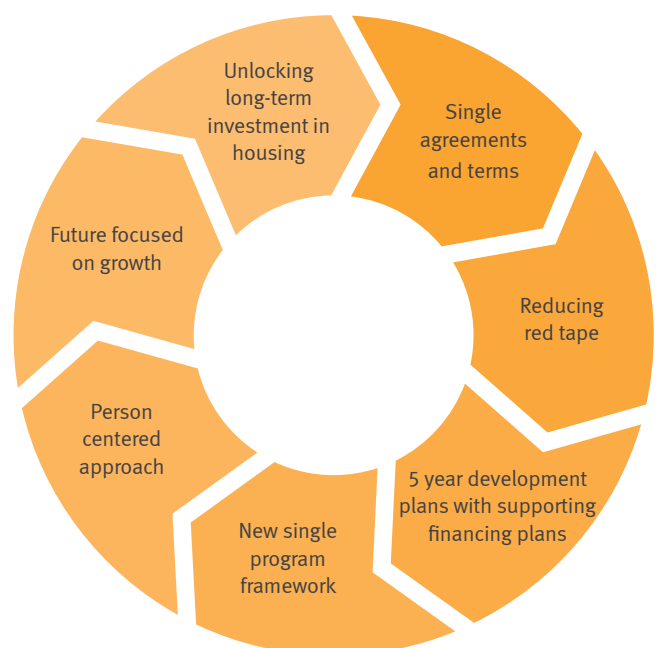 Unlocking
long-term
investment in
housing
Single
agreements
and terms
Reducing
red tape
5 year development
plans with supporting
financing plans
New single
program
framework
Person
centered
approach
Future focused
on growth